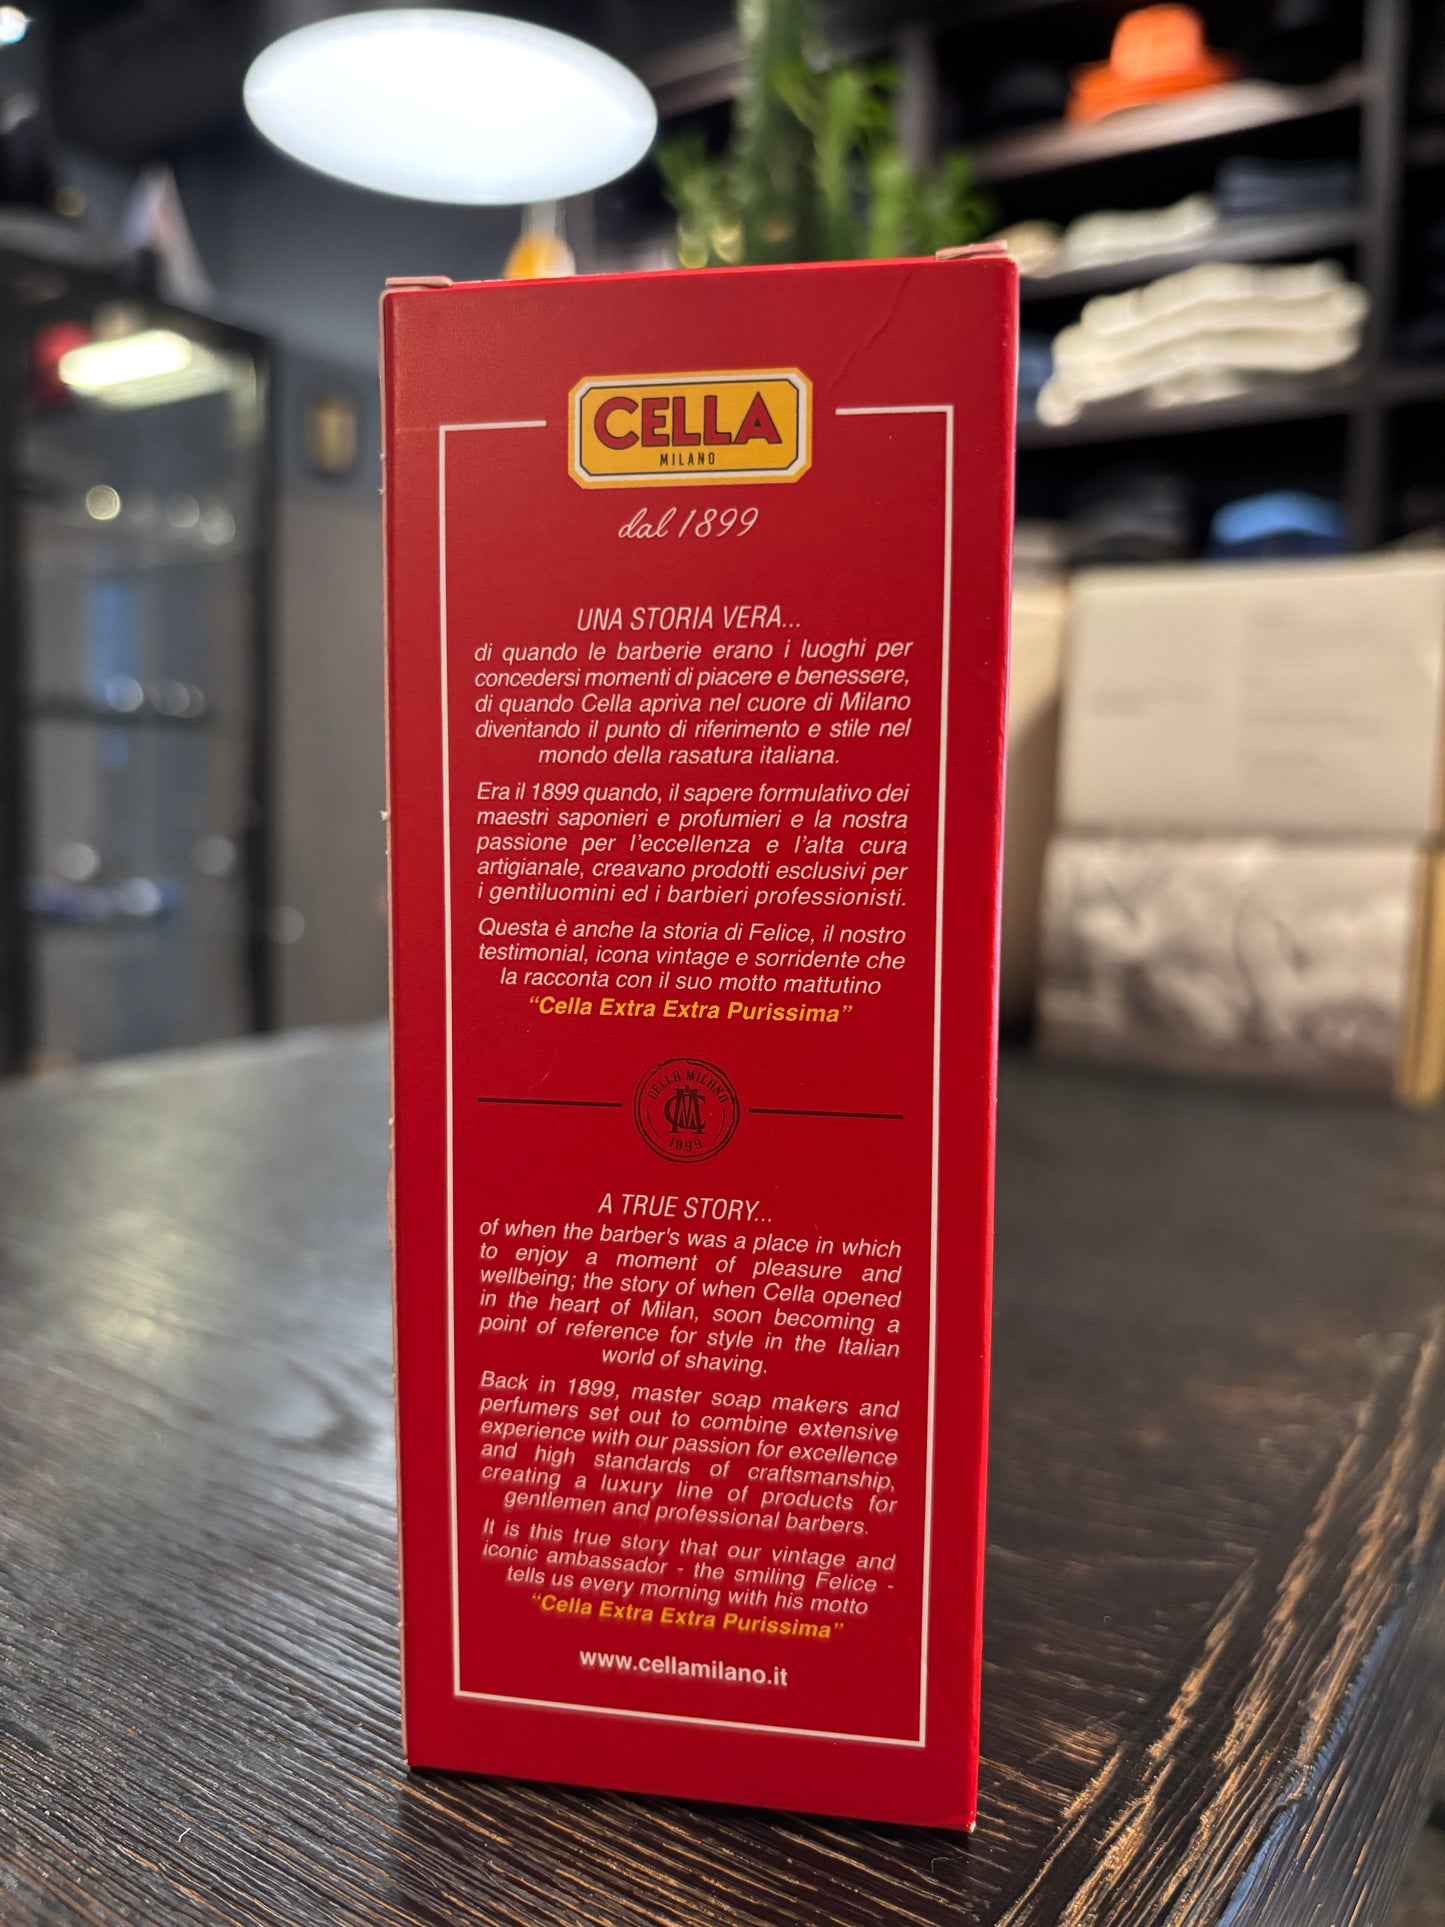 CELLA
MILANO
dal 1899
UNA STORIA VERA...
di quando le barberie erano i luoghi per
concedersi momenti di piacere e benessere,
di quando Cella apriva nel cuore di Milano
diventando il punto di riferimento e stile nel
mondo della rasatura italiana.
Era il 1899 quando, il sapere formulativo dei
maestri saponieri e profumieri e la nostra
passione per l'eccellenza e l'alta cura
artigianale, creavano prodotti esclusivi per
i gentiluomini ed i barbieri professionisti.
Questa è anche la storia di Felice, il nostro
testimonial, icona vintage e sorridente che
la racconta con il suo motto mattutino
“Cella Extra Extra Purissima”
CELLA MILANO
CM
1899
A TRUE STORY...
of when the barber's was a place in which
to enjoy a moment of pleasure and
wellbeing; the story of when Cella opened
in the heart of Milan, soon becoming a
point of reference for style in the Italian
world of shaving.
Back in 1899, master soap makers and
perfumers set out to combine extensive
experience with our passion for excellence
and high standards of craftsmanship,
creating a luxury line of products for
gentlemen and professional barbers.
It is this true story that our vintage and
iconic ambassador - the smiling Felice -
tells us every morning with his motto
“Cella Extra Extra Purissima”
www.cellamilano.it